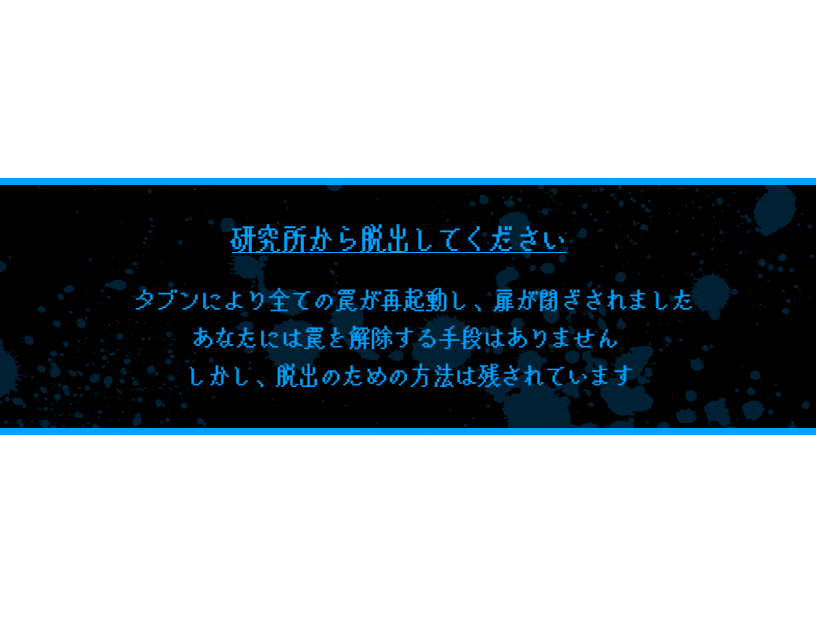 研究所から脱出してください
タブンにより全ての罠が再起動し、扉が閉ざされました
あなたには罠を解除する手段はありません
しかし、脱出のための方法は残されています